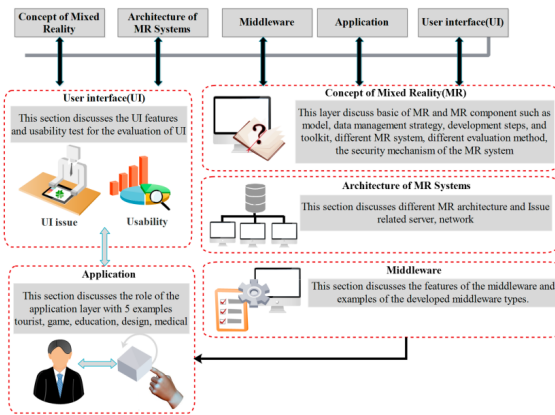 Concept of Mixed
Reality
Architecture of
MR Systems
Middleware
Application
User interface(UI)
User interface(UI)
This section discusses the UI features
and usability test for the evaluation of UI
UI issue
Usability
Concept of Mixed Reality(MR)
This layer discuss basic of MR and MR component such as
model, data management strategy, development steps, and
toolkit, different MR system, different evaluation method,
the security mechanism of the MR system
Architecture of MR Systems
This section discusses different MR architecture and Issue
related server, network
Application
This section discusses the role of the
application layer with 5 examples
tourist, game, education, design, medical
Middleware
This section discusses the features of the middleware and
examples of the developed middleware types.